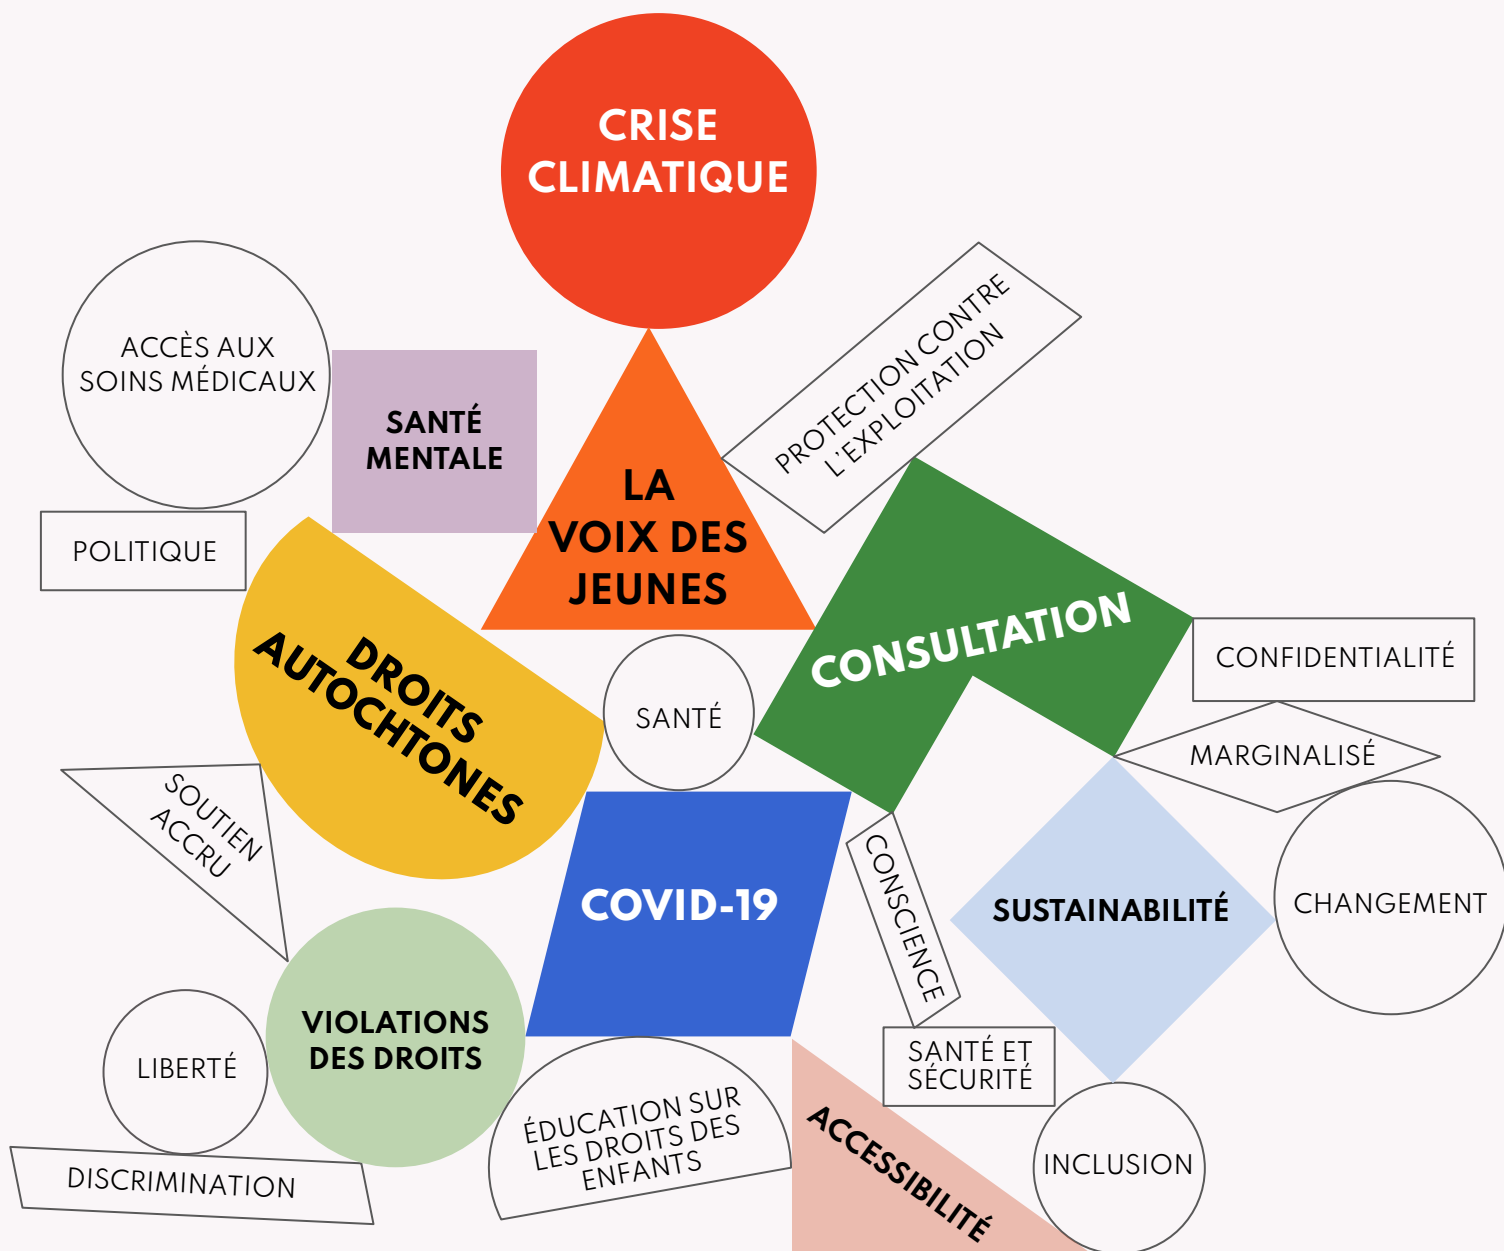 CRISE
CLIMATIQUE
ACCÈS AUX
SOINS MÉDICAUX
SANTÉ
MENTALE
PROTECTION CONTRE
L'EXPLOITATION
LA
VOIX DES
JEUNES
POLITIQUE
DROITS
AUTOCHTONES
CONSULTATION
CONFIDENTIALITÉ
SANTÉ
MARGINALISÉ
SOUTIEN
ACCRU
COVID-19
CONSCIENCE
SUSTAINABILITÉ
CHANGEMENT
VIOLATIONS
DES DROITS
LIBERTÉ
SANTÉ ET
SÉCURITÉ
ÉDUCATION SUR
LES DROITS DES
ENFANTS
ACCESSIBILITÉ
INCLUSION
DISCRIMINATION